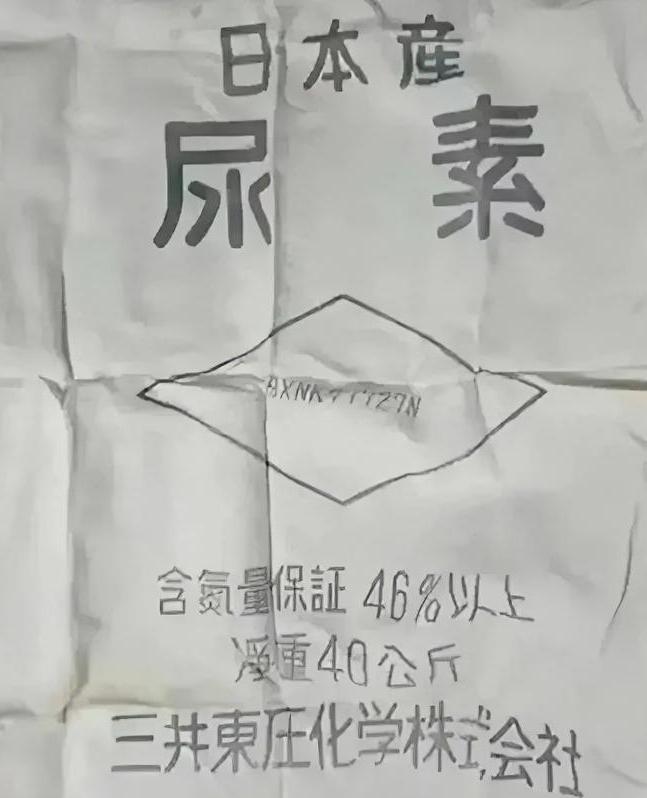 日本産
尿素
含氮量保証 46%以上
淨重40公斤
三井東圧化学株式会社